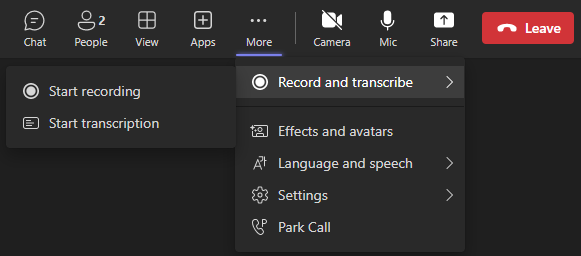 Chat
People
2
View
Apps
More
Camera
Mic
Share
Leave
Record and transcribe
Start recording
Start transcription
Effects and avatars
Language and speech
Settings
Park Call